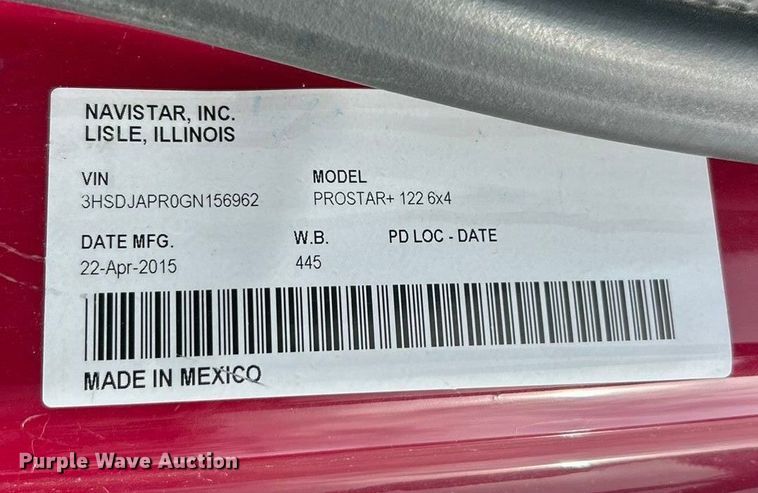 NAVISTAR, INC.
LISLE, ILLINOIS
VIN MODEL
3HSDJAPR0GN156962 PROSTAR+ 122 6x4
DATE MFG. W.B. PD LOC - DATE
22-Apr-2015 445
MADE IN MEXICO
Purple Wave Auction